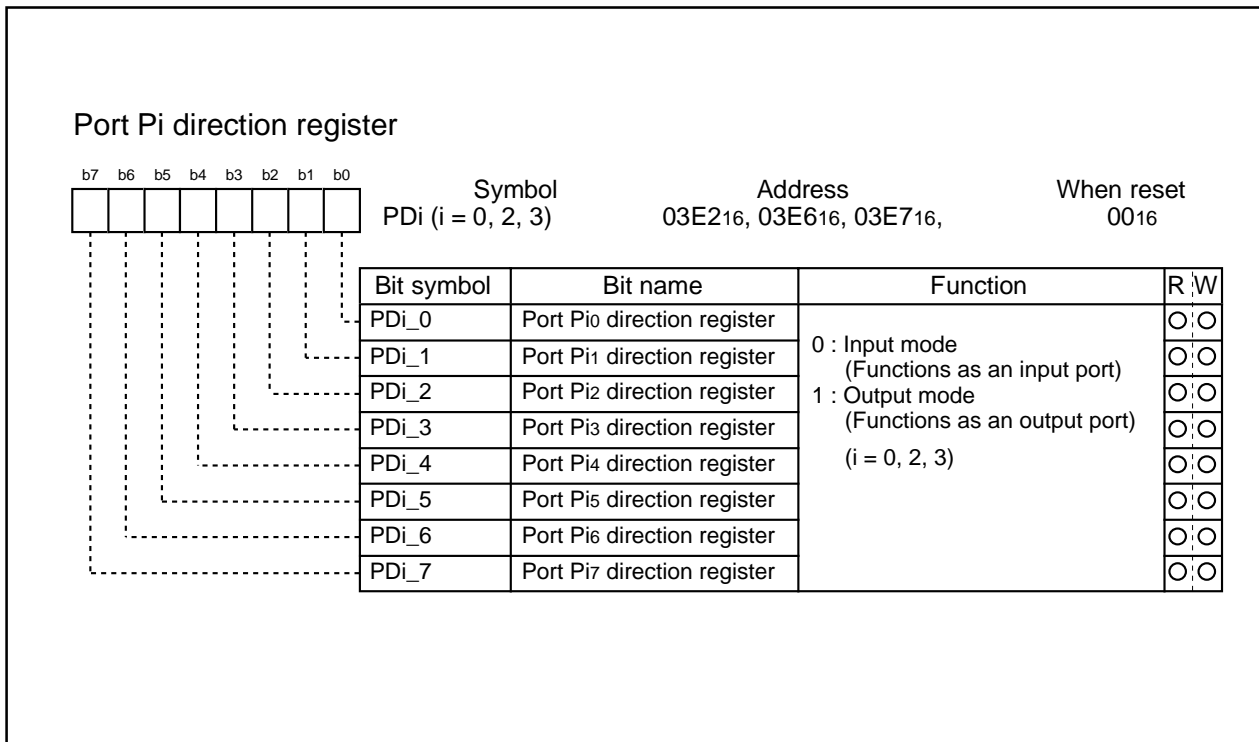 Port Pi direction register
b7 b6 b5 b4 b3 b2 b1 b0
Symbol Address When reset
PDi (i = 0, 2, 3) 03E216, 03E616, 03E716, 0016
Bit symbol Bit name Function R W
PDi_0 Port Pi0 direction register
PDi_1 Port Pi1 direction register
PDi_2 Port Pi2 direction register
PDi_3 Port Pi3 direction register
PDi_4 Port Pi4 direction register
PDi_5 Port Pi5 direction register
PDi_6 Port Pi6 direction register
PDi_7 Port Pi7 direction register
0 : Input mode
(Functions as an input port)
1 : Output mode
(Functions as an output port)
(i = 0, 2, 3)